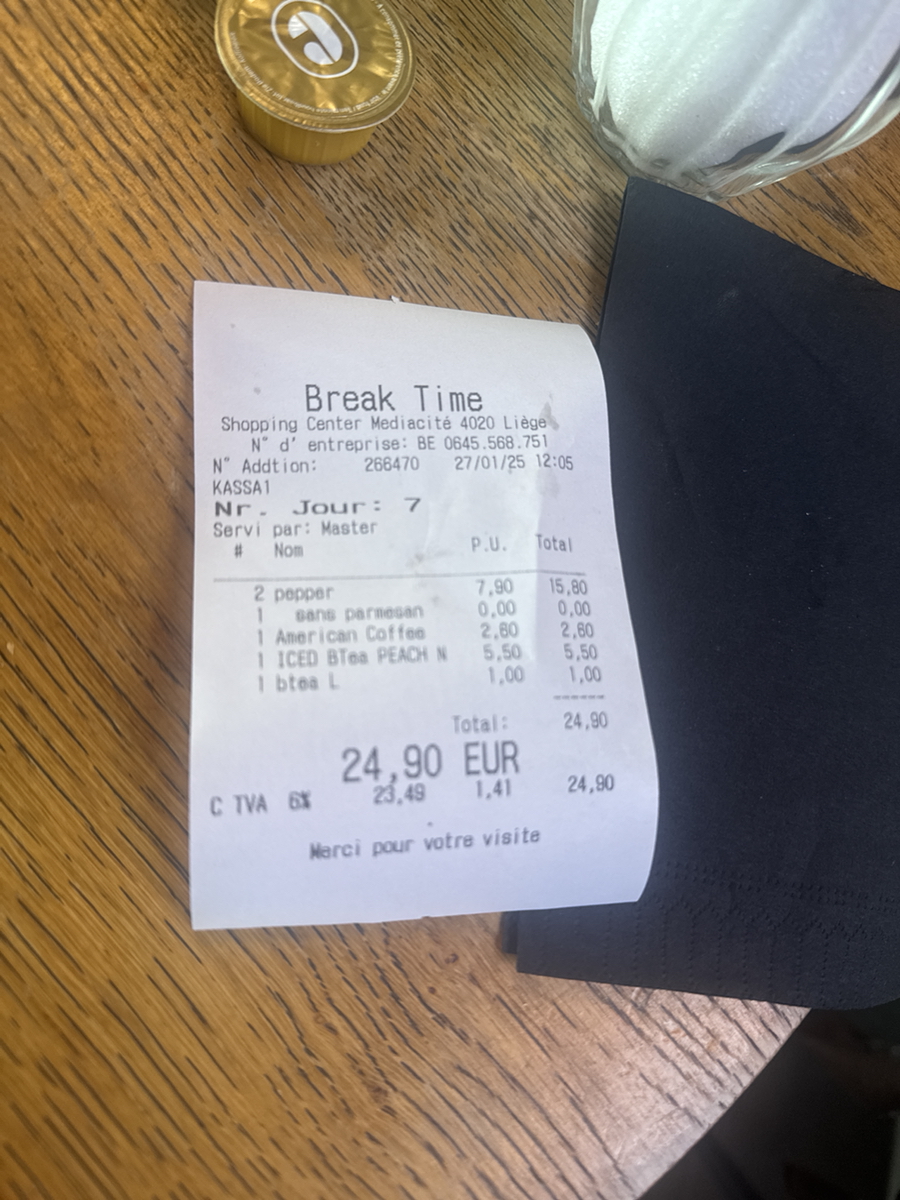 Break Time
Shopping Center Mediacité 4020 Liège
N° d' entreprise: BE 0645.568.751
N° Addtion: 266470 27/01/25 12:05
KASSA1
Nr. Jour: 7
Servi par: Master
# Nom P.U. Total
2 pepper 7,90 15,80
1 sans parmesan 0,00 0,00
1 American Coffee 2,60 2,60
1 ICED BTea PEACH N 5,50 5,50
1 btea L 1,00 1,00
------
Total: 24,90
24,90 EUR
C TVA 6% 23,49 1,41 24,90
Merci pour votre visite